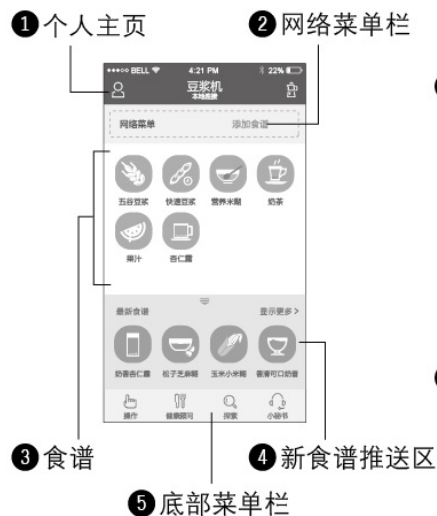 ❶个人主页
❷网络菜单栏
BELL 4:21 PM 22%
豆浆机
本地连接
网络菜单 添加食谱
五谷豆浆 快速豆浆 营养米糊 奶茶
果汁 杏仁露
最新食谱 显示更多>
奶香杏仁露 松子芝麻糊 玉米小米糊 香滑可口奶昔
操作 健康顾问 探索 小秘书
❸食谱
❹新食谱推送区
❺底部菜单栏